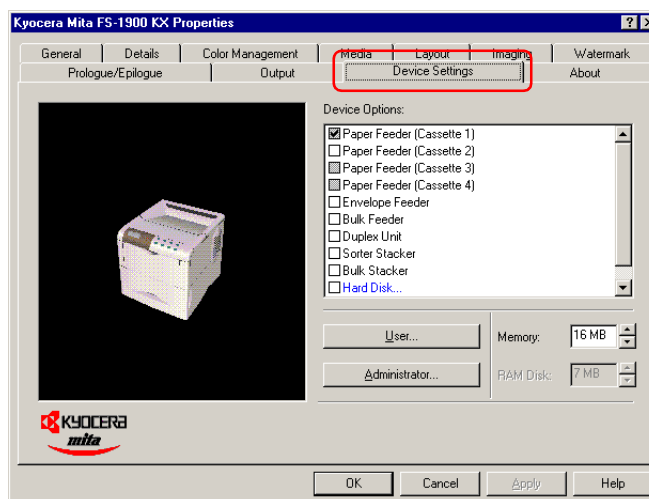 Kyocera Mita FS-1900 KX Properties
General Details Color Management Media Layout Imaging Watermark
Prologue/Epilogue Output Device Settings About
Device Options:
Paper Feeder (Cassette 1)
Paper Feeder (Cassette 2)
Paper Feeder (Cassette 3)
Paper Feeder (Cassette 4)
Envelope Feeder
Bulk Feeder
Duplex Unit
Sorter Stacker
Bulk Stacker
Hard Disk...
User... Memory: 16 MB
Administrator... RAM Disk: 7 MB
KYOCERA
mita
OK Cancel Apply Help